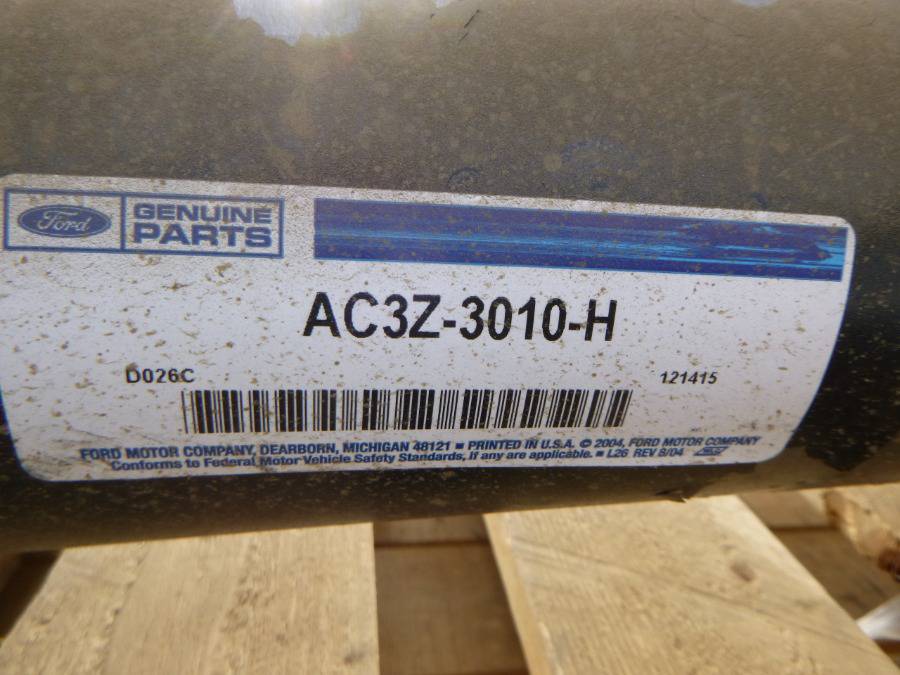 Ford
GENUINE
PARTS
AC3Z-3010-H
D026C
121415
FORD MOTOR COMPANY, DEARBORN, MICHIGAN 48121 ■ PRINTED IN U.S.A. © 2004, FORD MOTOR COMPANY
Conforms to Federal Motor Vehicle Safety Standards, if any are applicable. ■ L26 REV 8/04